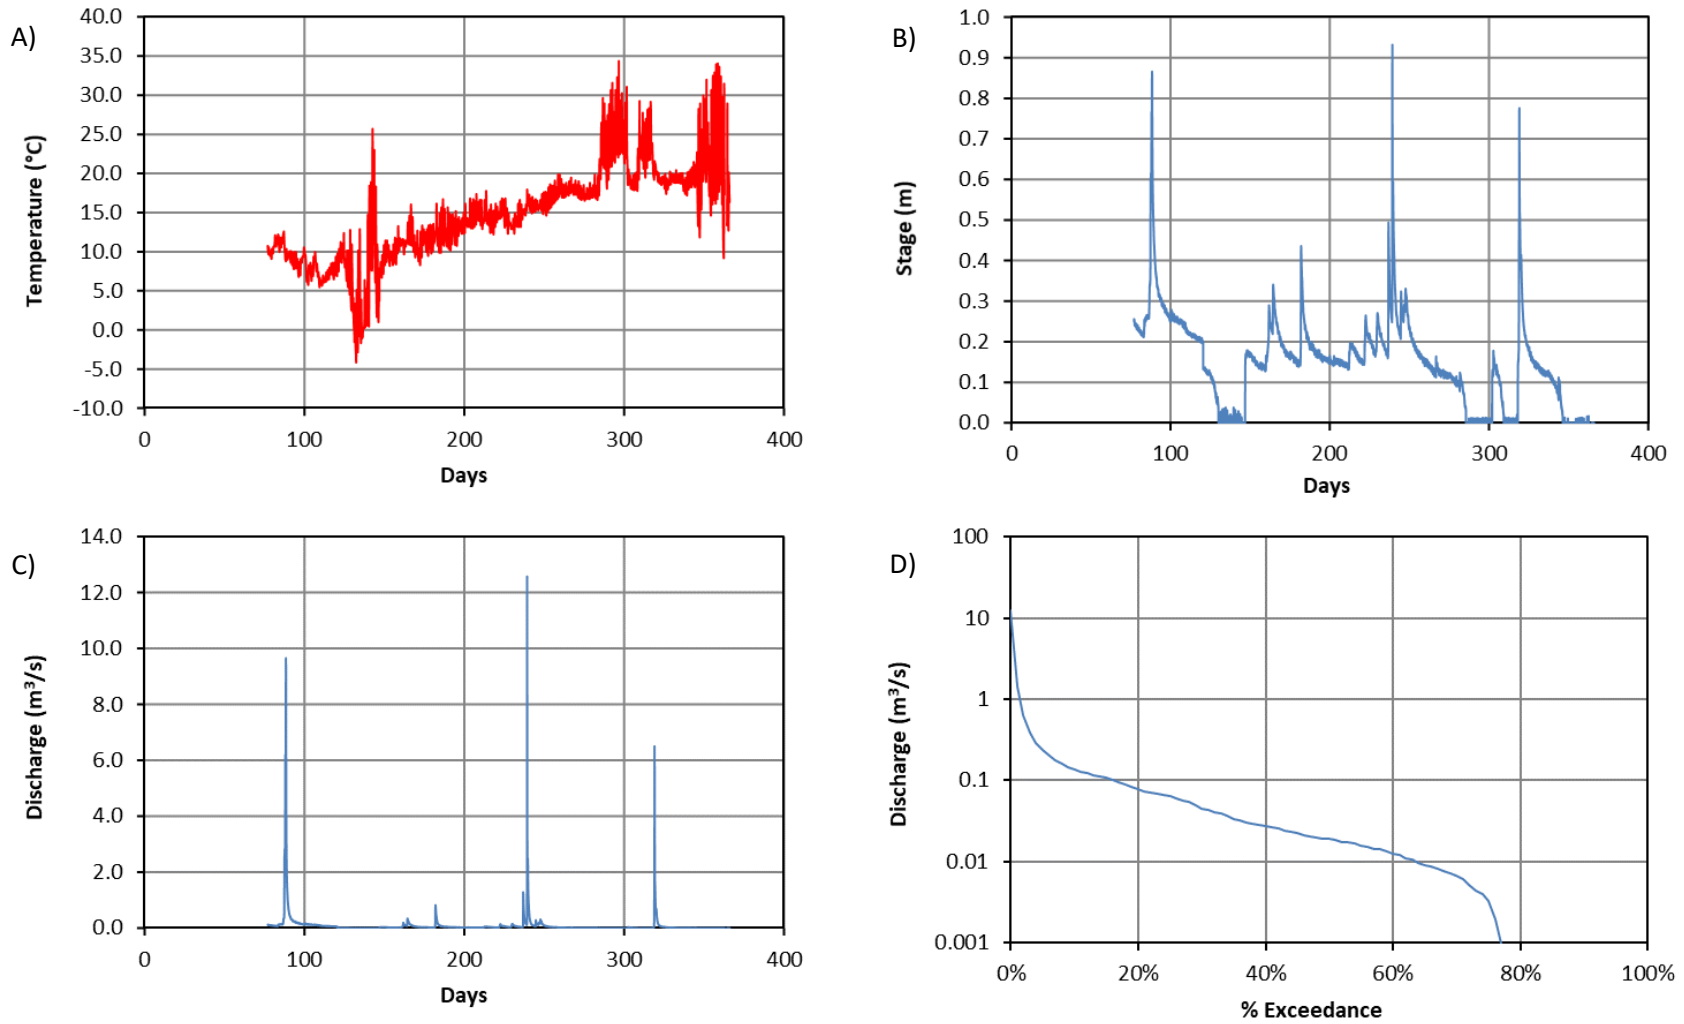 A)
40.0
35.0
30.0
25.0
20.0
15.0
10.0
5.0
0.0
-5.0
-10.0
Temperature (°C)
0 100 200 300 400
Days
B)
1.0
0.9
0.8
0.7
0.6
0.5
0.4
0.3
0.2
0.1
0.0
Stage (m)
0 100 200 300 400
Days
C)
14.0
12.0
10.0
8.0
6.0
4.0
2.0
0.0
Discharge (m³/s)
0 100 200 300 400
Days
D)
100
10
1
0.1
0.01
0.001
Discharge (m³/s)
0% 20% 40% 60% 80% 100%
% Exceedance